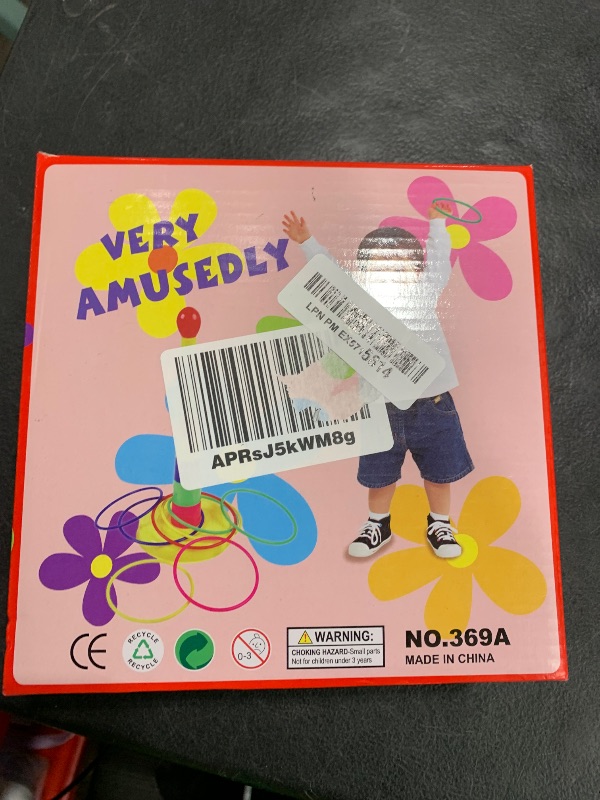 VERY
AMUSEDLY
LPN PM
APRsJ5kWM8g
CE
RECYCLE
RECYCLE
0-3
WARNING:
CHOKING HAZARD-Small parts
Not for children under 3 years
NO.369A
MADE IN CHINA